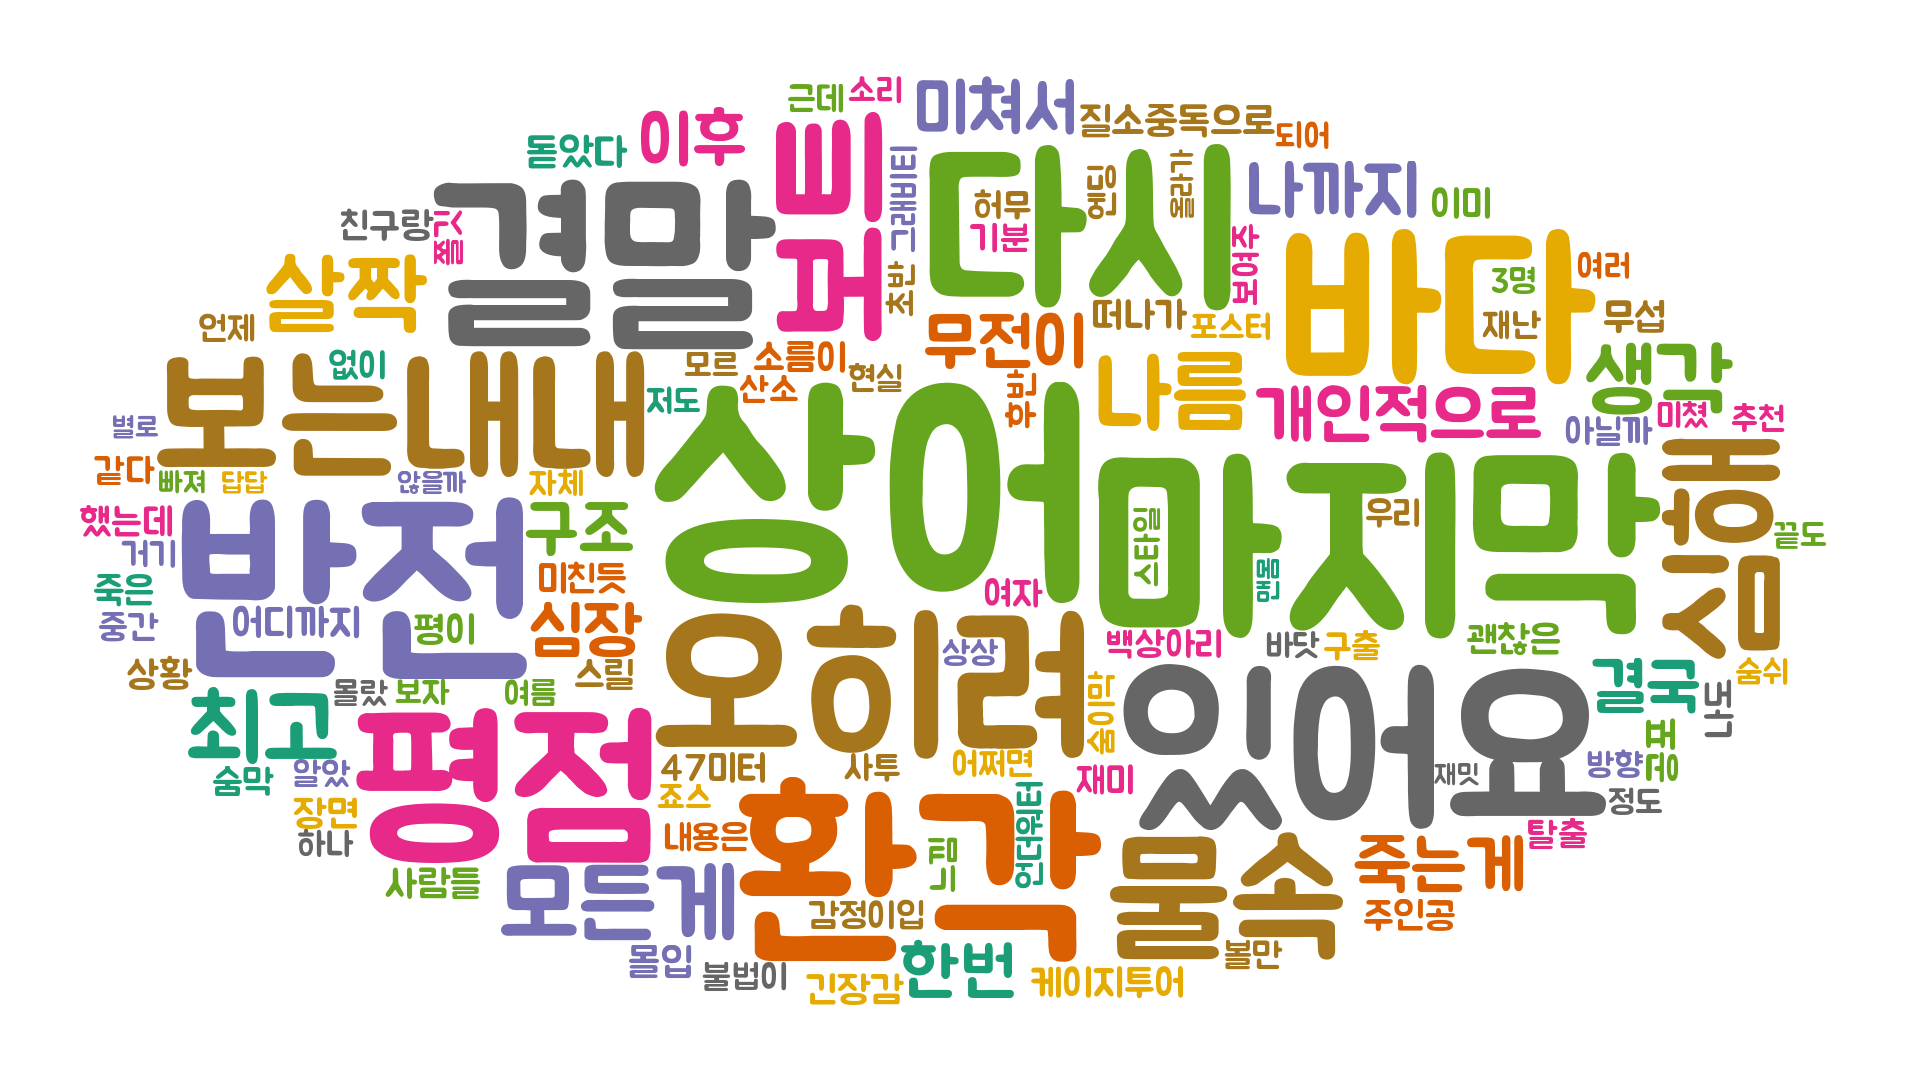 근데
소리
미쳐서
질소중독으로
되어
돋았다
이후
삐
머
그래비티
다시
허무
기분
엔딩
올라가
나까지
이미
친구랑
쫄깃
결말
초반
보여주
바다
3명
여러
살짝
언제
없이
모르
소름이
무전이
떠나가
포스터
재난
무섭
보는내내
저도
산소
현실
후반
나름
개인적으로
생각
미쳤
추천
별로
아닐까
같다
빠져
답답
않을까
자체
상어
마지막
스타일
우리
심해
끝도
했는데
거기
반전
구조
미친듯
맨몸
죽은
중간
어디까지
평이
심장
여자
오히려
상상
백상아리
바닷
구출
괜찮은
상황
스릴
몰랐
보자
여름
숨이막
있어요
결국
숨쉬
나도
최고
숨막
알았
평점
47미터
사투
어쩌면
재미
재밋
뻔
방향
정도
장면
하나
죠스
내용은
환각
느낌
언더워터
물속
죽는게
탈출
사람들
모든게
감정이입
주인공
몰입
불법이
긴장감
한번
케이지투어
볼만